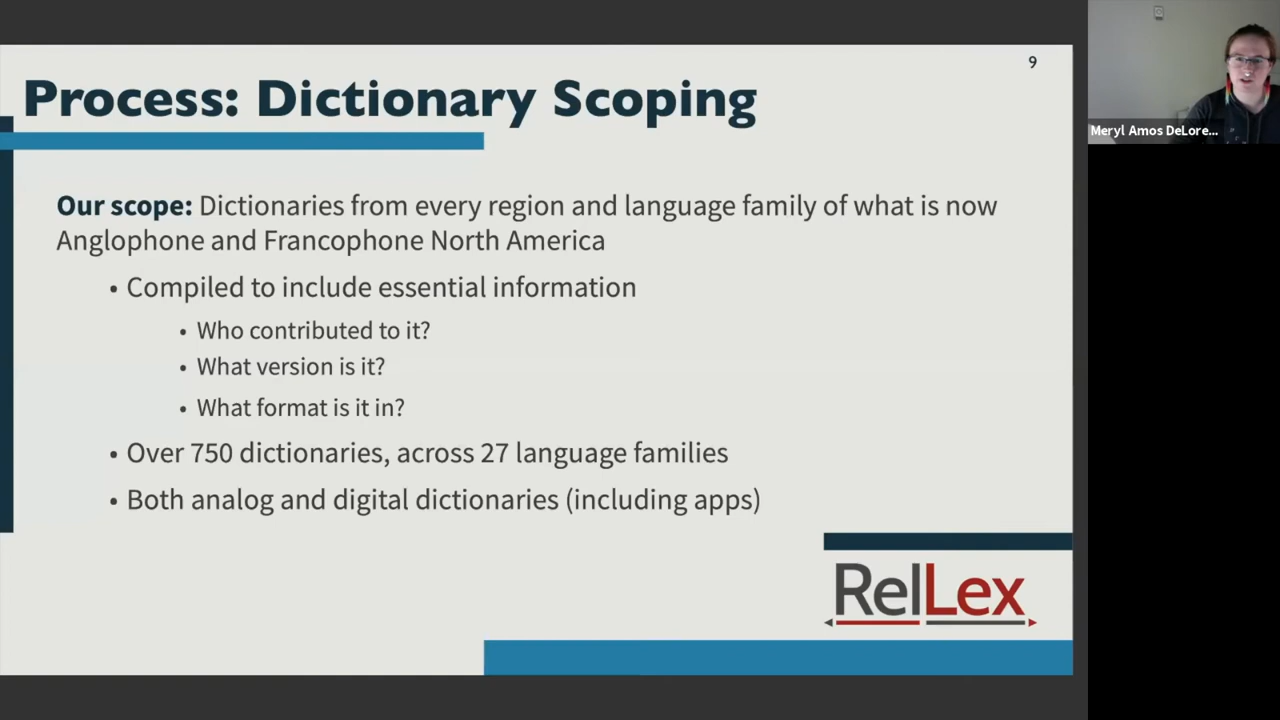 9
Process: Dictionary Scoping
Our scope: Dictionaries from every region and language family of what is now
Anglophone and Francophone North America
• Compiled to include essential information
• Who contributed to it?
• What version is it?
• What format is it in?
• Over 750 dictionaries, across 27 language families
• Both analog and digital dictionaries (including apps)
RelLex
Meryl Amos DeLore...